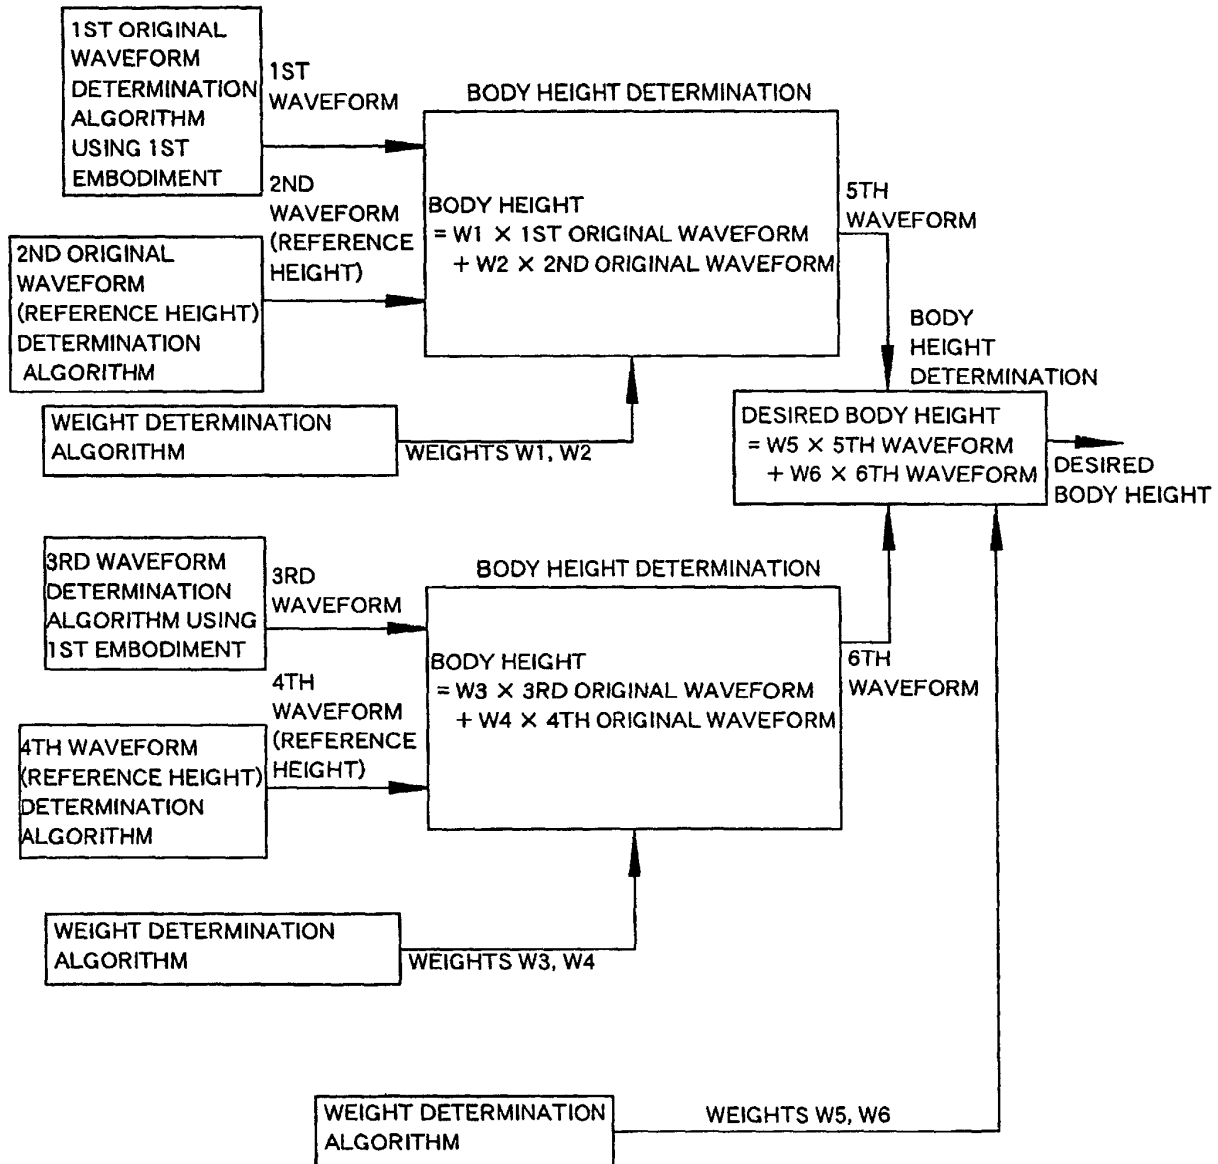 1ST ORIGINAL
WAVEFORM
DETERMINATION
ALGORITHM
USING 1ST
EMBODIMENT
1ST
WAVEFORM
2ND
WAVEFORM
(REFERENCE
HEIGHT)
2ND ORIGINAL
WAVEFORM
(REFERENCE HEIGHT)
DETERMINATION
ALGORITHM
WEIGHT DETERMINATION
ALGORITHM
WEIGHTS W1, W2
BODY HEIGHT DETERMINATION
BODY HEIGHT
= W1 × 1ST ORIGINAL WAVEFORM
+ W2 × 2ND ORIGINAL WAVEFORM
5TH
WAVEFORM
BODY
HEIGHT
DETERMINATION
DESIRED BODY HEIGHT
= W5 × 5TH WAVEFORM
+ W6 × 6TH WAVEFORM
DESIRED
BODY HEIGHT
3RD WAVEFORM
DETERMINATION
ALGORITHM USING
1ST EMBODIMENT
3RD
WAVEFORM
4TH
WAVEFORM
(REFERENCE
HEIGHT)
4TH WAVEFORM
(REFERENCE HEIGHT)
DETERMINATION
ALGORITHM
BODY HEIGHT DETERMINATION
BODY HEIGHT
= W3 × 3RD ORIGINAL WAVEFORM
+ W4 × 4TH ORIGINAL WAVEFORM
6TH
WAVEFORM
WEIGHT DETERMINATION
ALGORITHM
WEIGHTS W3, W4
WEIGHT DETERMINATION
ALGORITHM
WEIGHTS W5, W6